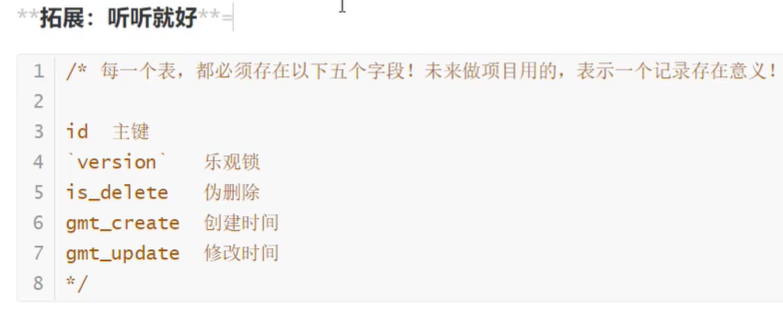 **拓展：听听就好**=
1 /* 每一个表，都必须存在以下五个字段！未来做项目用的，表示一个记录存在意义！
2
3 id 主键
4 `version` 乐观锁
5 is_delete 伪删除
6 gmt_create 创建时间
7 gmt_update 修改时间
8 */